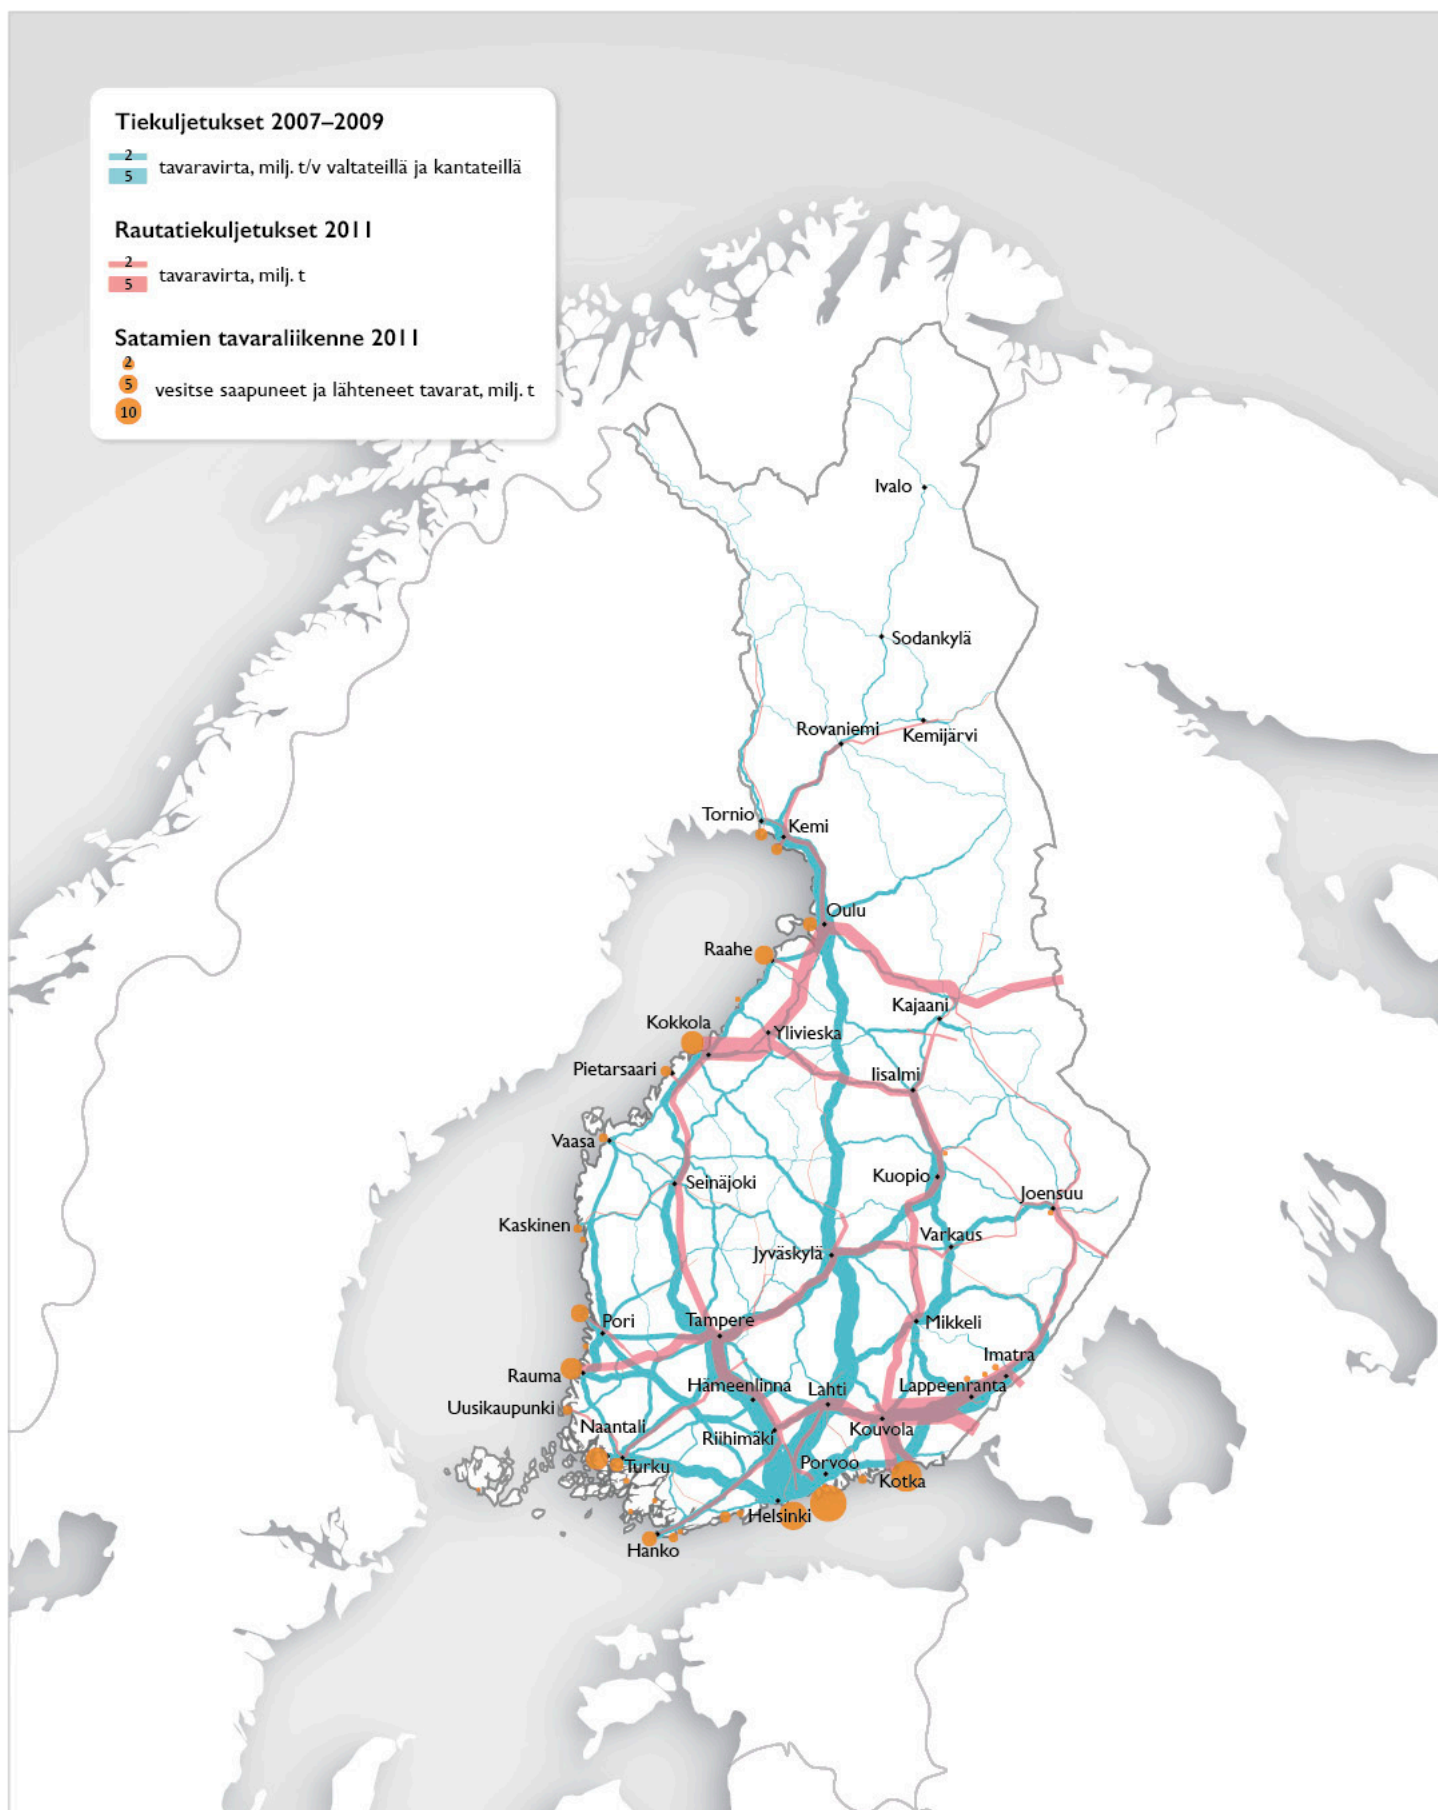 Tiekuljetukset 2007–2009
2
tavaravirta, milj. t/v valtateillä ja kantateillä
5
Rautatiekuljetukset 2011
2
tavaravirta, milj. t
5
Satamien tavaraliikenne 2011
2
5
vesitse saapuneet ja lähteneet tavarat, milj. t
10
Ivalo
Sodankylä
Rovaniemi
Kemijärvi
Tornio
Kemi
Oulu
Raahe
Kajaani
Kokkola
Ylivieska
Pietarsaari
Iisalmi
Vaasa
Kuopio
Seinäjoki
Joensuu
Kaskinen
Varkaus
Jyväskylä
Pori
Tampere
Mikkeli
Imatra
Rauma
Hämeenlinna
Lahti
Lappeenranta
Uusikaupunki
Naantali
Riihimäki
Kouvola
Turku
Porvoo
Kotka
Helsinki
Hanko